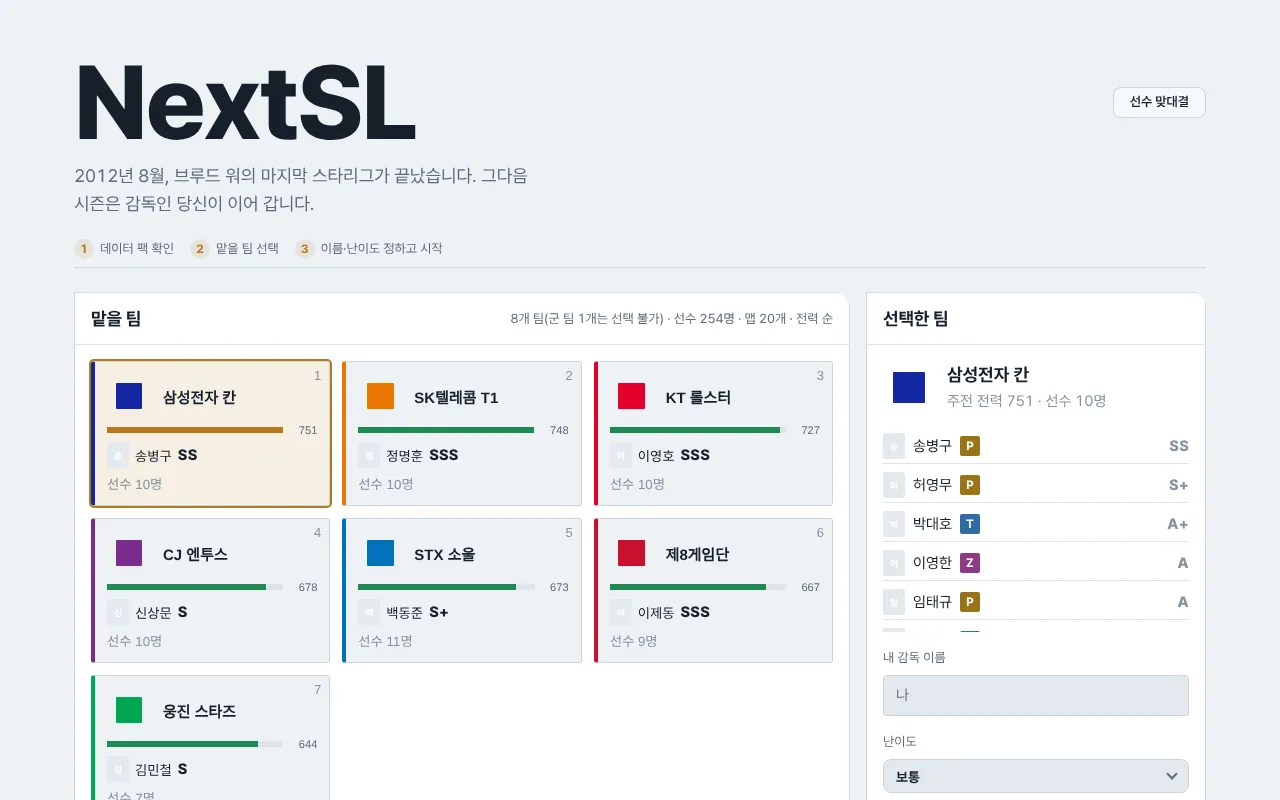 NextSL
선수 맞대결
2012년 8월, 브루드 워의 마지막 스타리그가 끝났습니다. 그다음
시즌은 감독인 당신이 이어 갑니다.
1 데이터 팩 확인 2 맡을 팀 선택 3 이름·난이도 정하고 시작
맡을 팀
8개 팀(군 팀 1개는 선택 불가) · 선수 254명 · 맵 20개 · 전력 순
1
삼성전자 칸
751
송병구 SS
선수 10명
2
SK텔레콤 T1
748
정명훈 SSS
선수 10명
3
KT 롤스터
727
이영호 SSS
선수 10명
4
CJ 엔투스
678
신상문 S
선수 10명
5
STX 소울
673
백동준 S+
선수 11명
6
제8게임단
667
이제동 SSS
선수 9명
7
웅진 스타즈
644
김민철 S
선수 7명
선택한 팀
삼성전자 칸
주전 전력 751 · 선수 10명
송병구 P SS
허영무 P S+
박대호 T A+
이영한 Z A
임태규 P A
내 감독 이름
나
난이도
보통